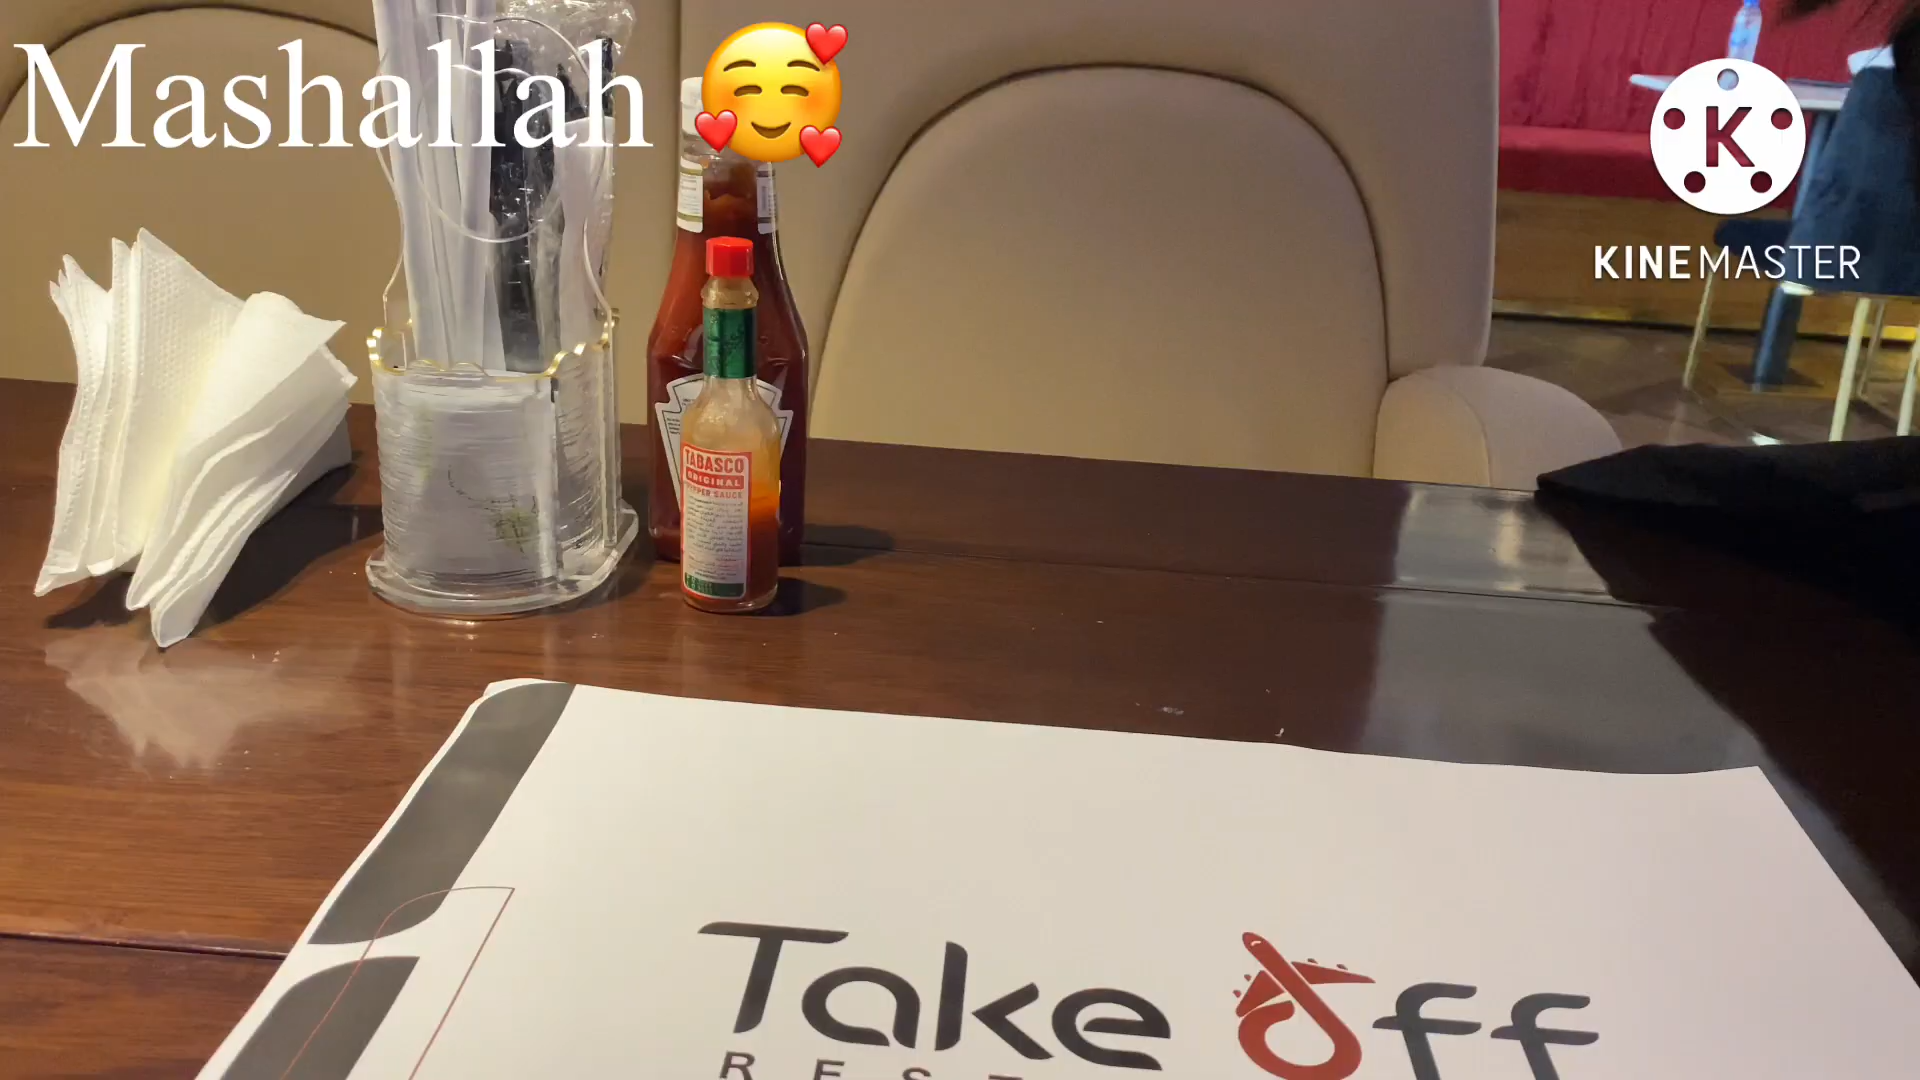 Mashallah 🥰
K
KINEMASTER
TABASCO
ORIGINAL
PEPPER SAUCE
Take Off